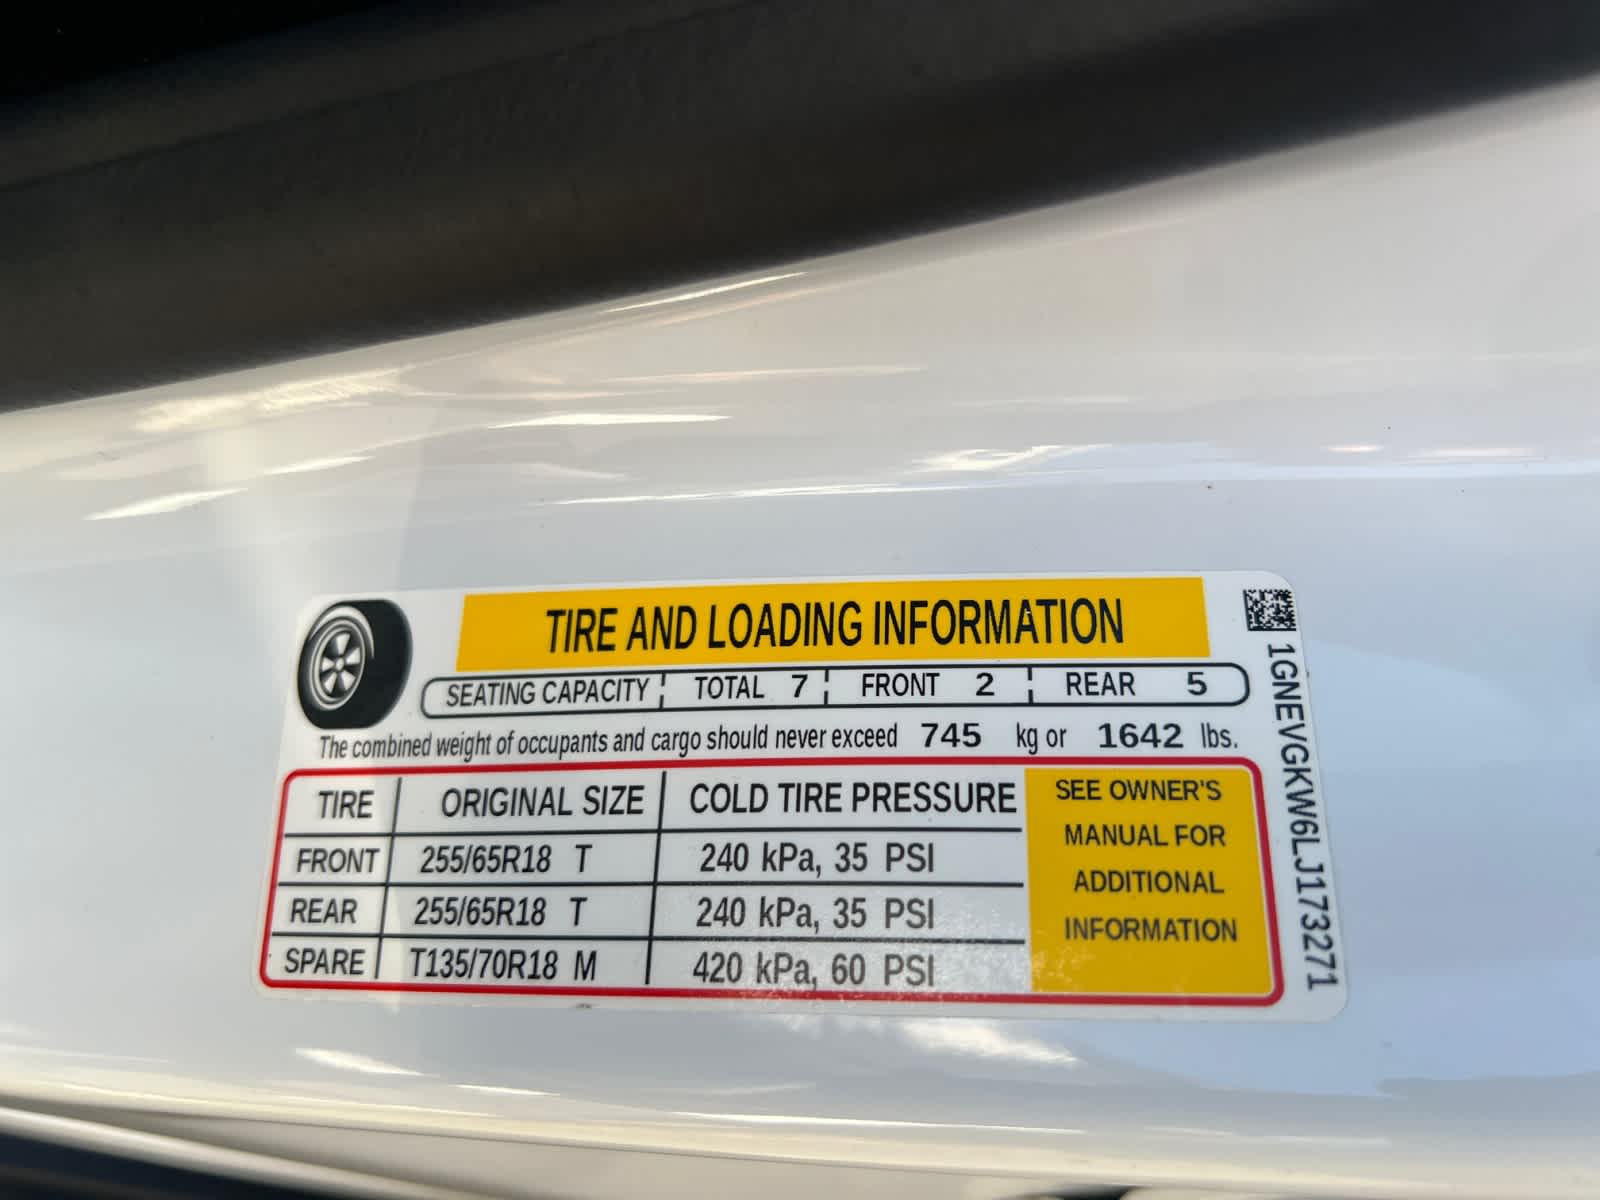 TIRE AND LOADING INFORMATION
SEATING CAPACITY TOTAL 7 FRONT 2 REAR 5
The combined weight of occupants and cargo should never exceed 745 kg or 1642 lbs.
TIRE ORIGINAL SIZE COLD TIRE PRESSURE
FRONT 255/65R18 T 240 kPa, 35 PSI
REAR 255/65R18 T 240 kPa, 35 PSI
SPARE T135/70R18 M 420 kPa, 60 PSI
SEE OWNER'S
MANUAL FOR
ADDITIONAL
INFORMATION
1GNEVGKW6LJ173271